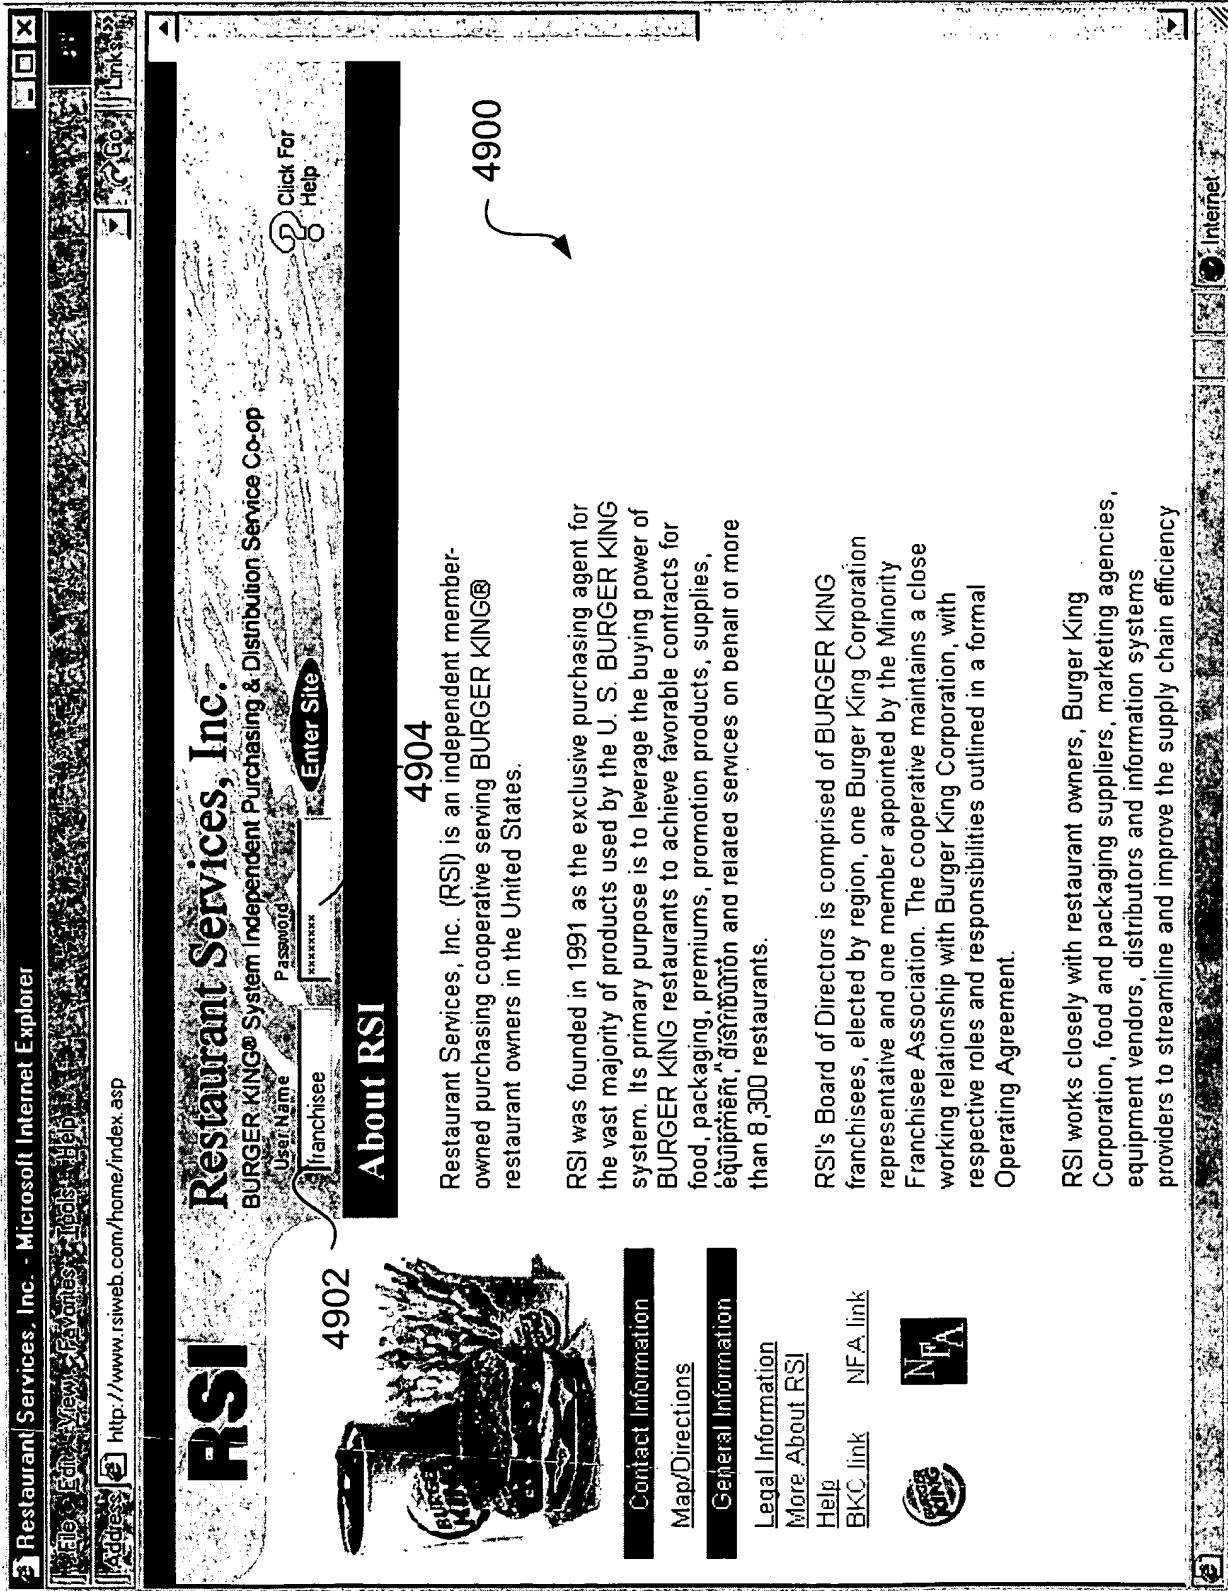 Restaurant Services, Inc. - Microsoft Internet Explorer
File Edit View Favorites Tools Help
Address http://www.rsiweb.com/home/index.asp Go Links »
RSI
Restaurant Services, Inc.
BURGER KING® System Independent Purchasing & Distribution Service Co-op
User Name Password
franchisee ******** Enter Site
Click For
Help
About RSI
4902
4904
4900
Contact Information
Map/Directions
General Information
Legal Information
More About RSI
Help
BKC link NFA link
BURGER KING
NFA
Restaurant Services, Inc. (RSI) is an independent member-
owned purchasing cooperative serving BURGER KING®
restaurant owners in the United States.
RSI was founded in 1991 as the exclusive purchasing agent for
the vast majority of products used by the U. S. BURGER KING
system. Its primary purpose is to leverage the buying power of
BURGER KING restaurants to achieve favorable contracts for
food, packaging, premiums, promotion products, supplies,
equipment, distribution and related services on behalf of more
than 8,300 restaurants.
RSI's Board of Directors is comprised of BURGER KING
franchisees, elected by region, one Burger King Corporation
representative and one member appointed by the Minority
Franchisee Association. The cooperative maintains a close
working relationship with Burger King Corporation, with
respective roles and responsibilities outlined in a formal
Operating Agreement.
RSI works closely with restaurant owners, Burger King
Corporation, food and packaging suppliers, marketing agencies,
equipment vendors, distributors and information systems
providers to streamline and improve the supply chain efficiency
Internet